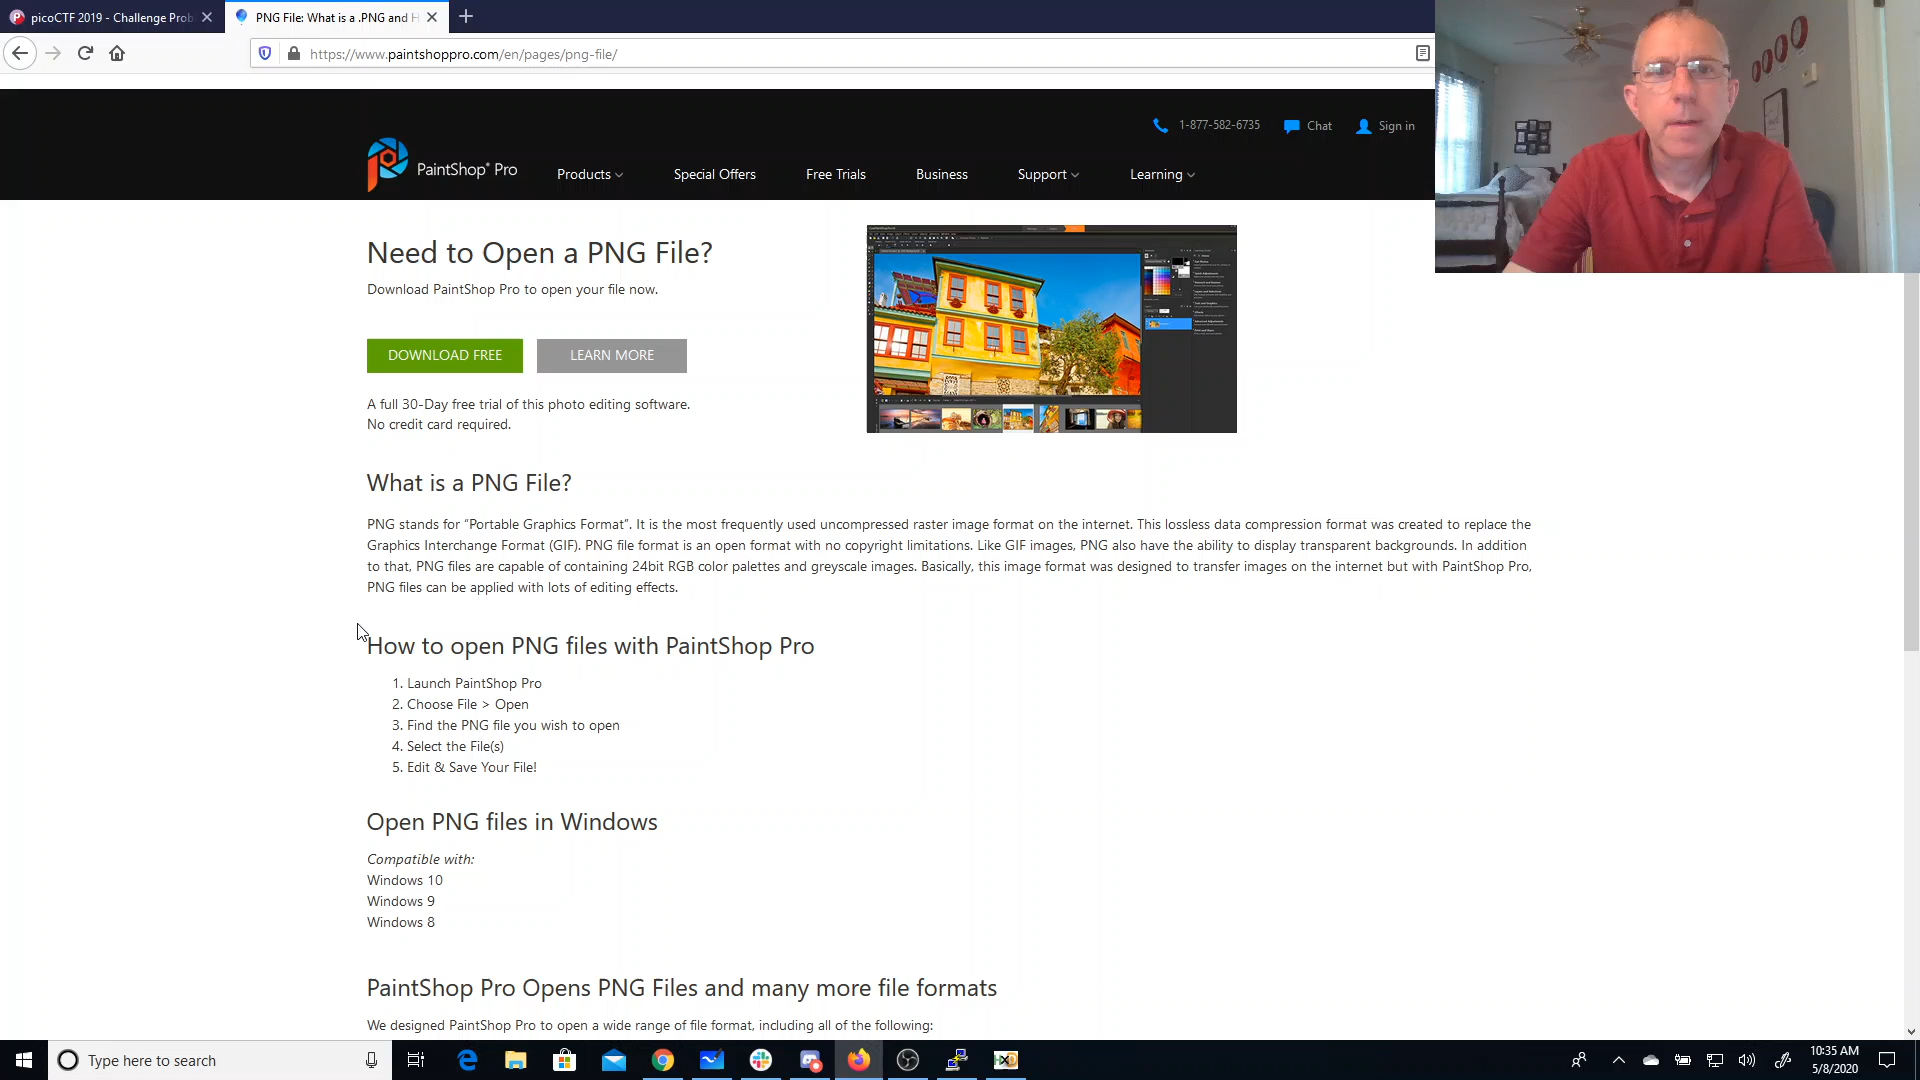 picoCTF 2019 - Challenge Prob
PNG File: What is a .PNG and H
https://www.paintshoppro.com/en/pages/png-file/
1-877-582-6735
Chat
Sign in
PaintShop® Pro
Products
Special Offers
Free Trials
Business
Support
Learning
Need to Open a PNG File?
Download PaintShop Pro to open your file now.
DOWNLOAD FREE
LEARN MORE
A full 30-Day free trial of this photo editing software.
No credit card required.
What is a PNG File?
PNG stands for “Portable Graphics Format”. It is the most frequently used uncompressed raster image format on the internet. This lossless data compression format was created to replace the
Graphics Interchange Format (GIF). PNG file format is an open format with no copyright limitations. Like GIF images, PNG also have the ability to display transparent backgrounds. In addition
to that, PNG files are capable of containing 24bit RGB color palettes and greyscale images. Basically, this image format was designed to transfer images on the internet but with PaintShop Pro,
PNG files can be applied with lots of editing effects.
How to open PNG files with PaintShop Pro
1. Launch PaintShop Pro
2. Choose File > Open
3. Find the PNG file you wish to open
4. Select the File(s)
5. Edit & Save Your File!
Open PNG files in Windows
Compatible with:
Windows 10
Windows 9
Windows 8
PaintShop Pro Opens PNG Files and many more file formats
We designed PaintShop Pro to open a wide range of file format, including all of the following:
Type here to search
10:35 AM
5/8/2020